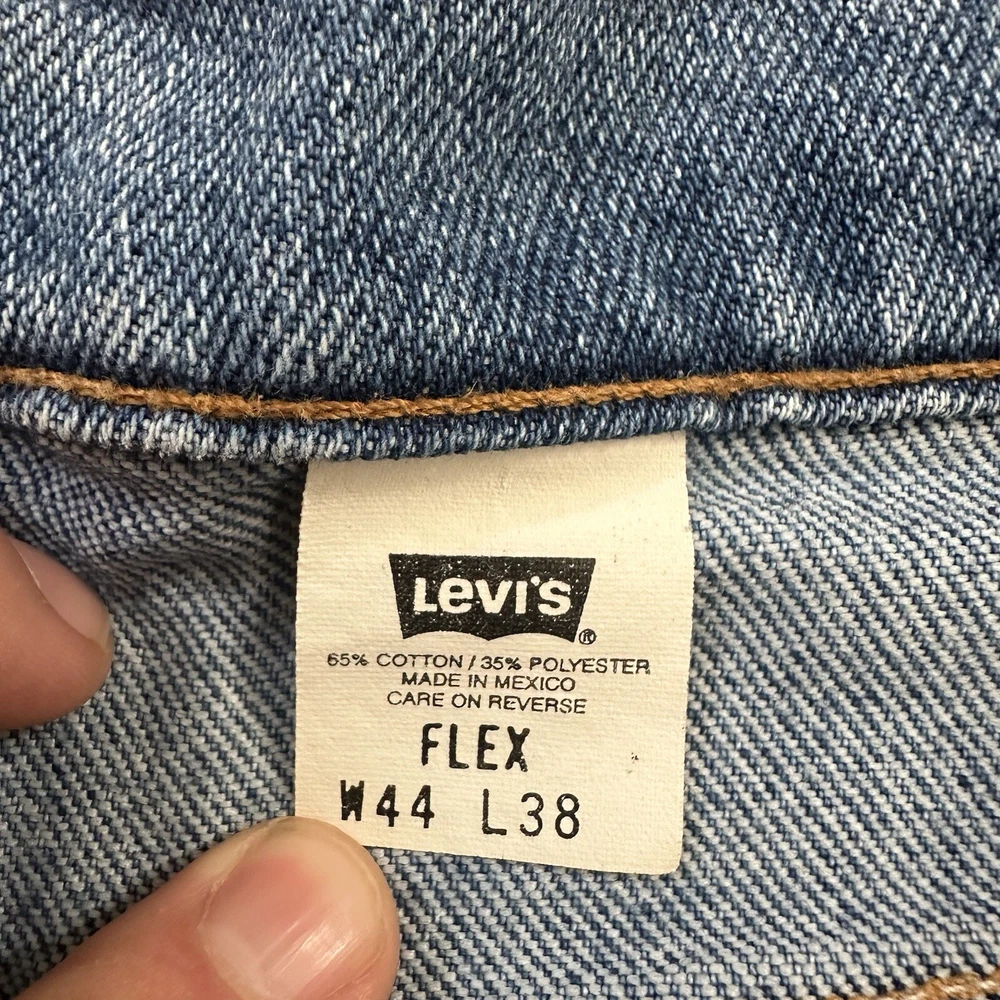 LEVI'S ®
65% COTTON / 35% POLYESTER
MADE IN MEXICO
CARE ON REVERSE
FLEX
W44 L38